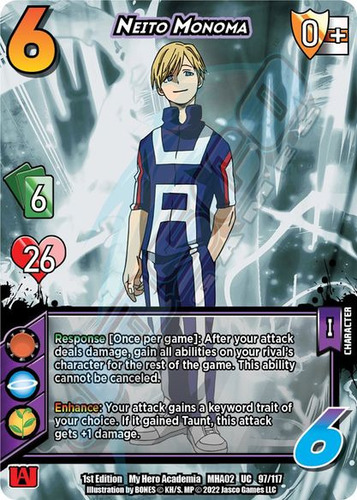 6
NEITO MONOMA
0+
6
26
I
CHARACTER
Response [Once per game]: After your attack
deals damage, gain all abilities on your rival's
character for the rest of the game. This ability
cannot be canceled.
Enhance: Your attack gains a keyword trait of
your choice. If it gained Taunt, this attack
gets +1 damage.
6
1st Edition My Hero Academia MHA02 UC 97/117
Illustration by BONES © KH/S. MP © 2022 Jasco Games LLC